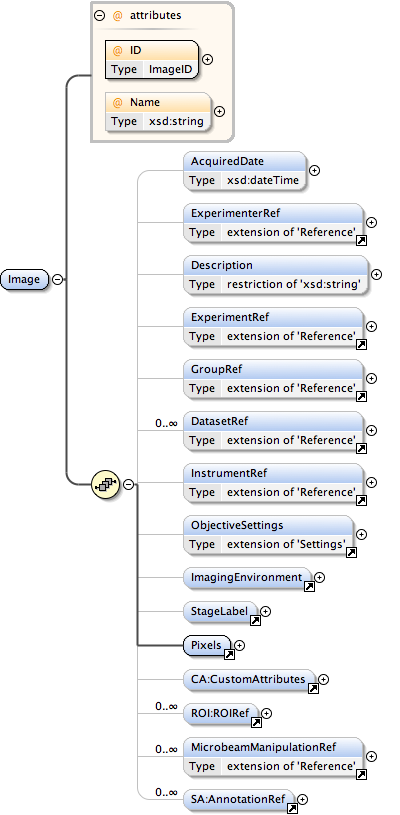 @ attributes
@ ID
Type ImageID
@ Name
Type xsd:string
AcquiredDate
Type xsd:dateTime
ExperimenterRef
Type extension of 'Reference'
Description
Type restriction of 'xsd:string'
Image
ExperimentRef
Type extension of 'Reference'
GroupRef
Type extension of 'Reference'
0..∞ DatasetRef
Type extension of 'Reference'
InstrumentRef
Type extension of 'Reference'
ObjectiveSettings
Type extension of 'Settings'
ImagingEnvironment
StageLabel
Pixels
CA:CustomAttributes
0..∞ ROI:ROIRef
0..∞ MicrobeamManipulationRef
Type extension of 'Reference'
0..∞ SA:AnnotationRef